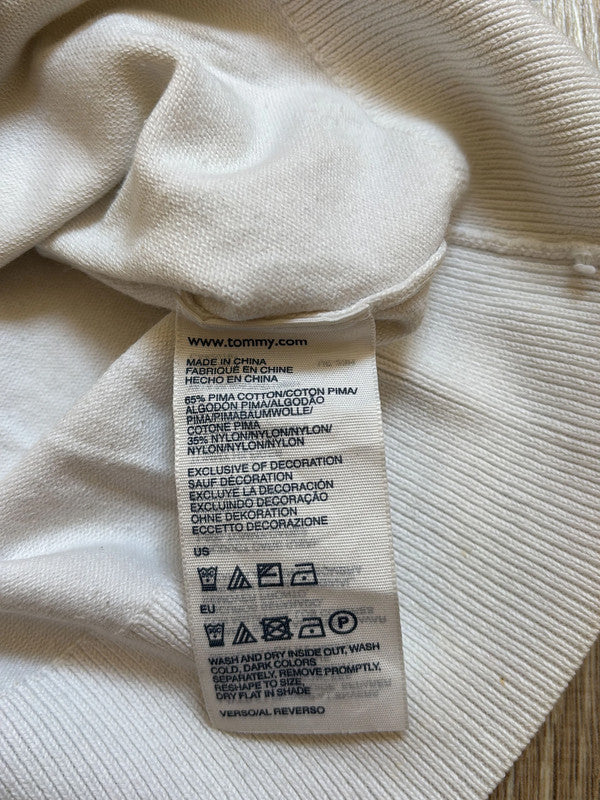 www.tommy.com
MADE IN CHINA
FABRIQUÉ EN CHINE
HECHO EN CHINA
65% PIMA COTTON/COTON PIMA/
ALGODÓN PIMA/ALGODÃO
PIMA/PIMABAUMWOLLE/
COTONE PIMA
35% NYLON/NYLON/NYLON/
NYLON/NYLON/NYLON
EXCLUSIVE OF DECORATION
SAUF DÉCORATION
EXCLUYE LA DECORACIÓN
EXCLUINDO DECORAÇÃO
OHNE DEKORATION
ECCETTO DECORAZIONE
US
EU
P
WASH AND DRY INSIDE OUT, WASH
COLD, DARK COLORS
SEPARATELY, REMOVE PROMPTLY,
RESHAPE TO SIZE,
DRY FLAT IN SHADE
VERSO/AL REVERSO